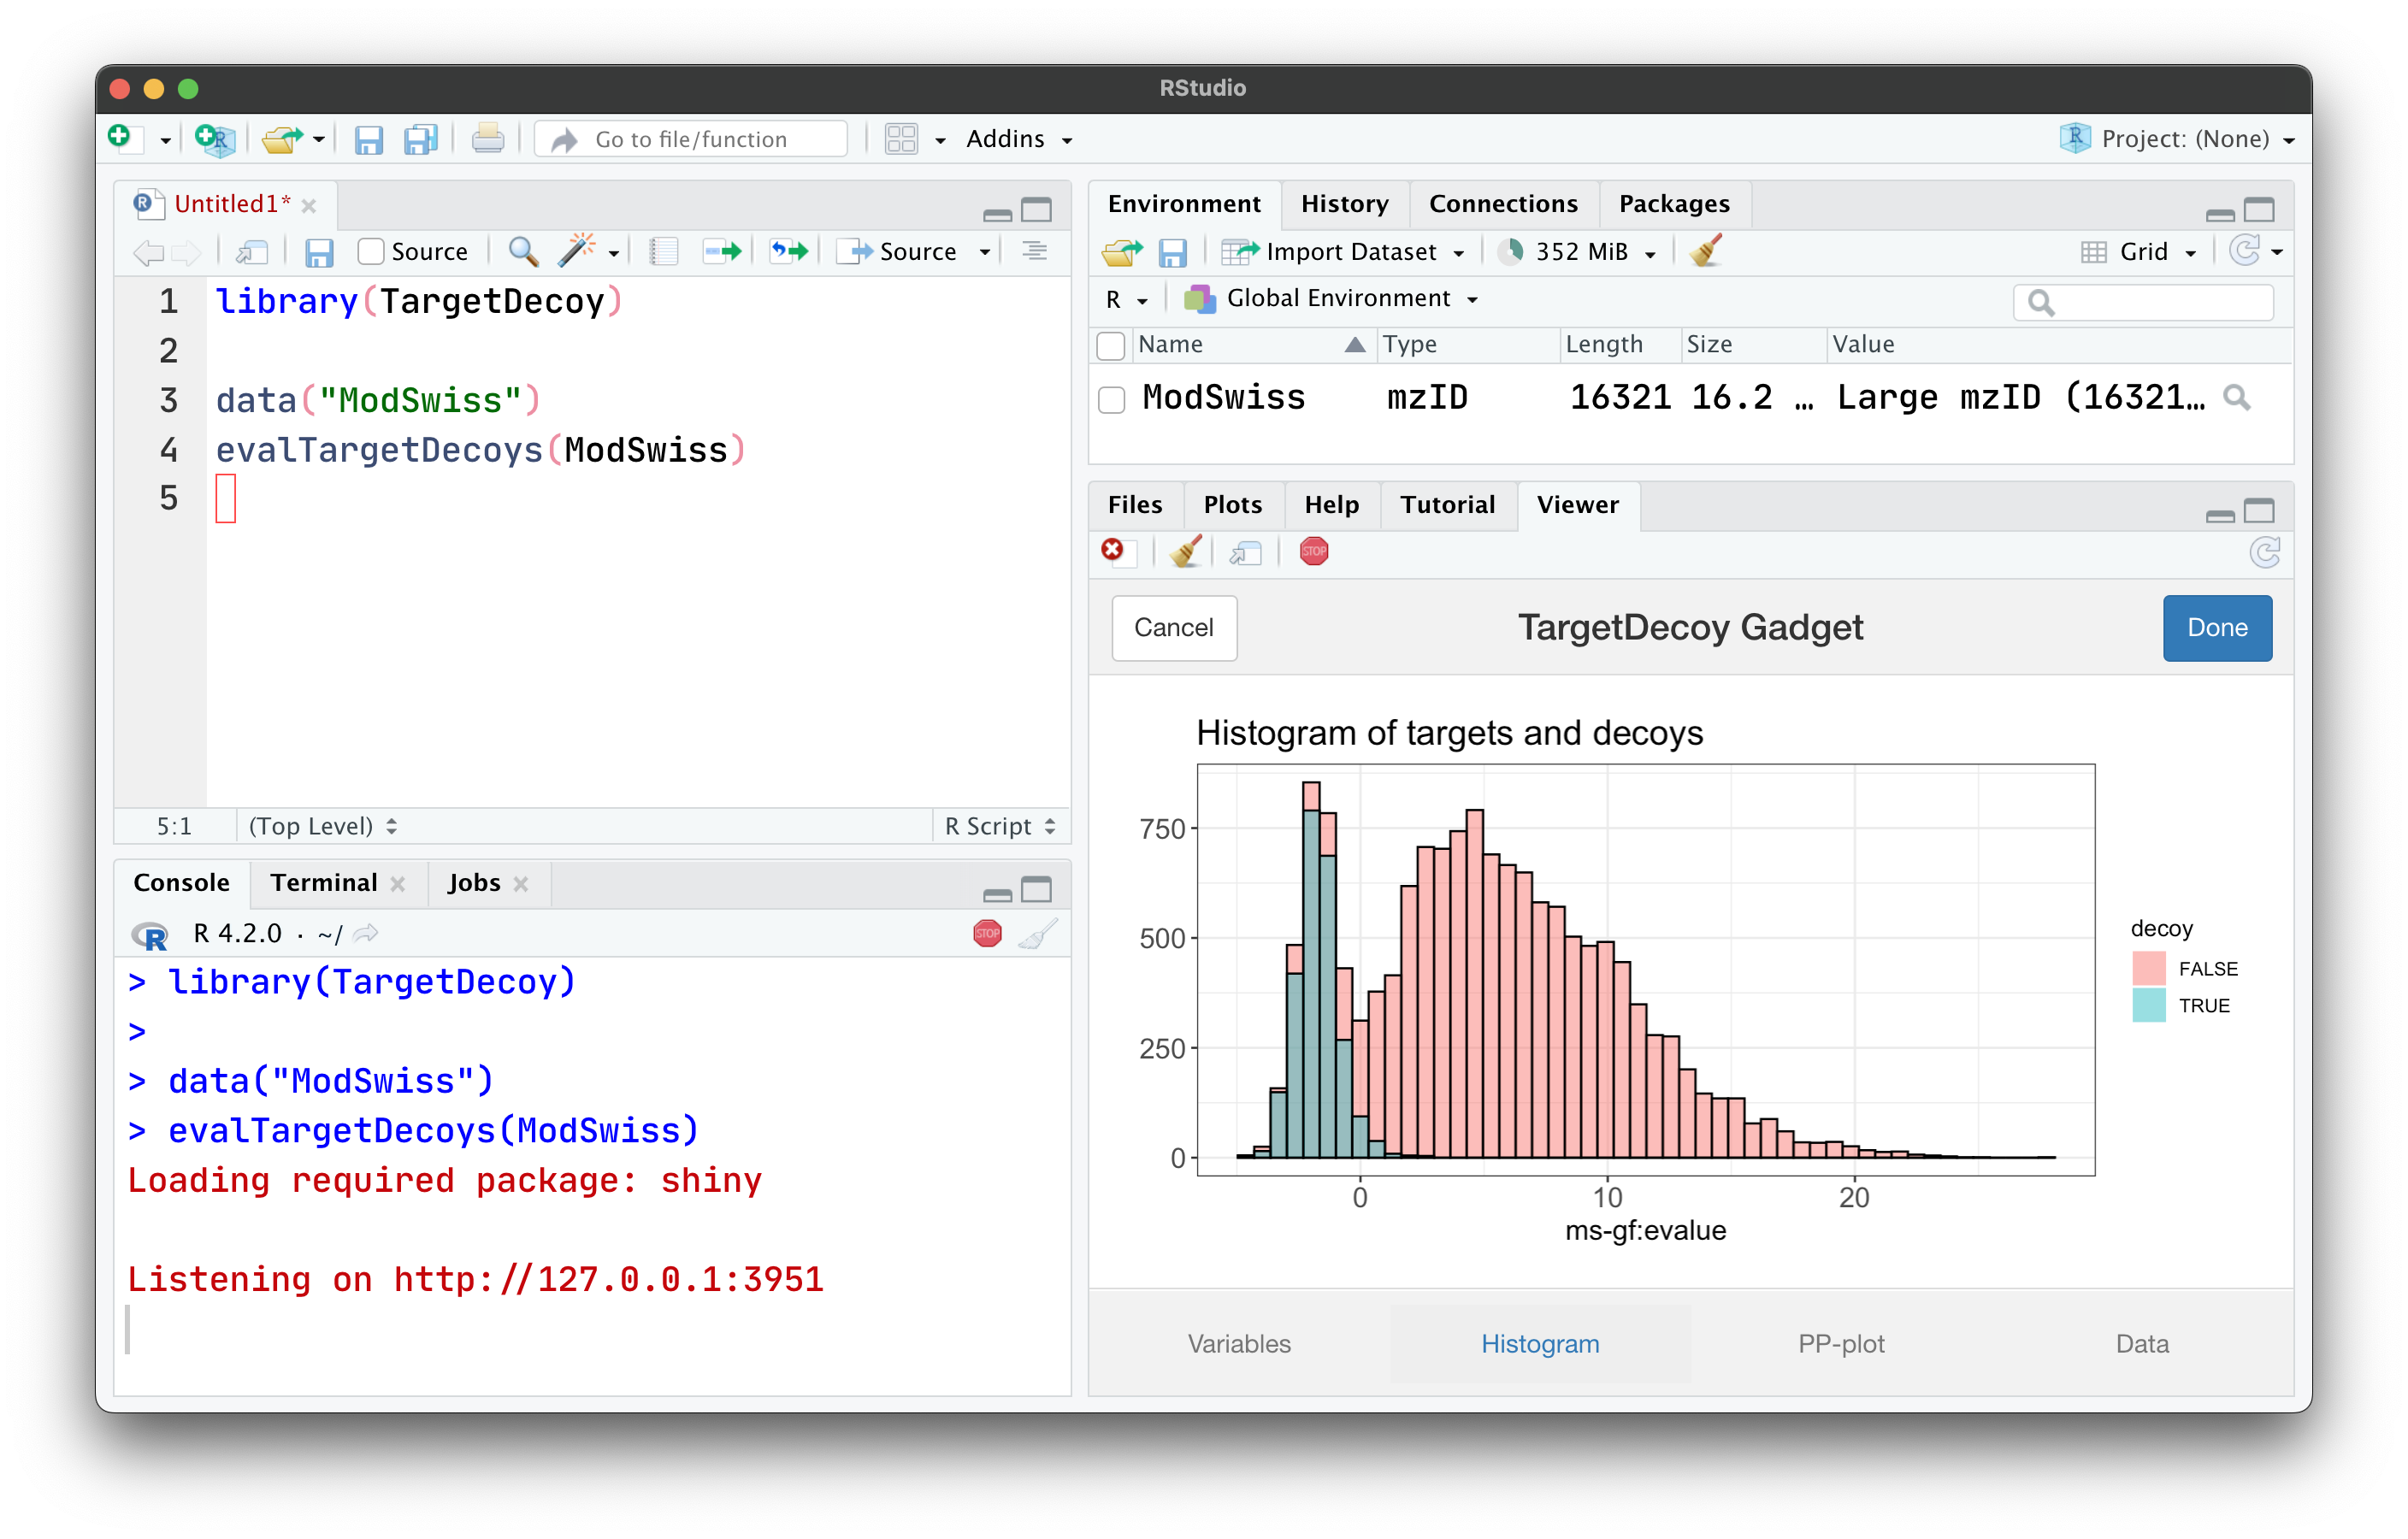 RStudio
Go to file/function
Addins
Project: (None)
Untitled1*
Source
Source
1 library(TargetDecoy)
2
3 data("ModSwiss")
4 evalTargetDecoys(ModSwiss)
5
5:1 (Top Level) R Script
Console Terminal Jobs
R 4.2.0 · ~/
STOP
> library(TargetDecoy)
>
> data("ModSwiss")
> evalTargetDecoys(ModSwiss)
Loading required package: shiny
Listening on http://127.0.0.1:3951
Environment History Connections Packages
Import Dataset 352 MiB Grid
R Global Environment
Name Type Length Size Value
ModSwiss mzID 16321 16.2 … Large mzID (16321…
Files Plots Help Tutorial Viewer
STOP
Cancel TargetDecoy Gadget Done
Histogram of targets and decoys
750
500
250
0
0 10 20
ms-gf:evalue
decoy
FALSE
TRUE
Variables Histogram PP-plot Data